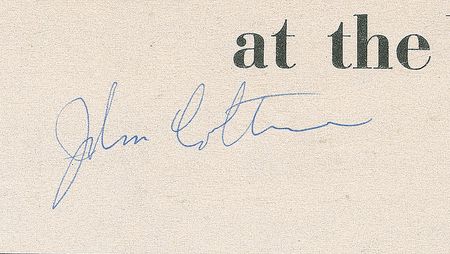 at the
John Coltrane